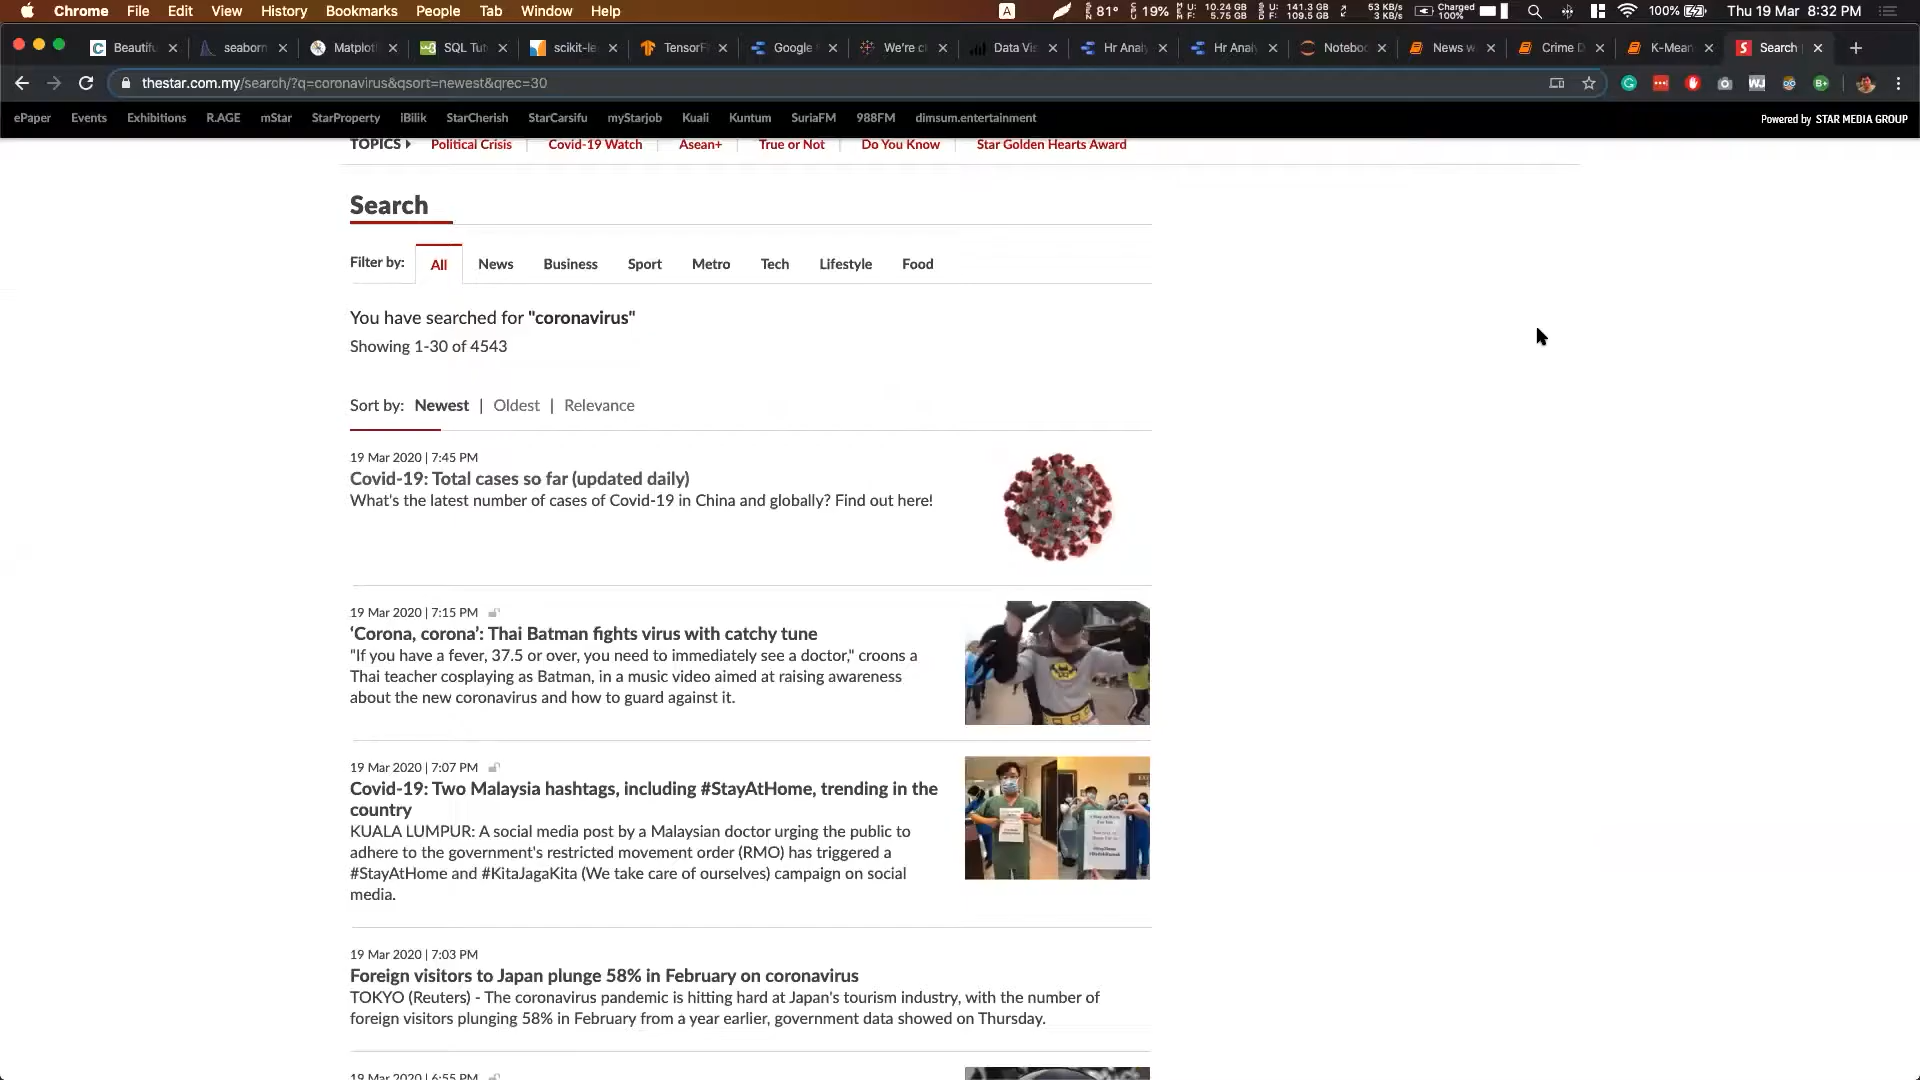 Chrome File Edit View History Bookmarks People Tab Window Help
A 81° 19% U: 10.24 GB F: 5.75 GB U: 141.3 GB F: 109.5 GB 53 KB/s 3 KB/s Charged 100% 100% Thu 19 Mar 8:32 PM
Beautifu seaborn Matplotl SQL Tut scikit-le TensorF Google We're c Data Vis Hr Anal Hr Anal Noteboo News w Crime D K-Mean Search
thestar.com.my/search/?q=coronavirus&qsort=newest&qrec=30
ePaper Events Exhibitions R.AGE mStar StarProperty iBilik StarCherish StarCarsifu myStarjob Kuali Kuntum SuriaFM 988FM dimsum.entertainment Powered by STAR MEDIA GROUP
TOPICS Political Crisis Covid-19 Watch Asean+ True or Not Do You Know Star Golden Hearts Award
Search
Filter by: All News Business Sport Metro Tech Lifestyle Food
You have searched for "coronavirus"
Showing 1-30 of 4543
Sort by: Newest | Oldest | Relevance
19 Mar 2020 | 7:45 PM
Covid-19: Total cases so far (updated daily)
What's the latest number of cases of Covid-19 in China and globally? Find out here!
19 Mar 2020 | 7:15 PM
‘Corona, corona’: Thai Batman fights virus with catchy tune
"If you have a fever, 37.5 or over, you need to immediately see a doctor," croons a
Thai teacher cosplaying as Batman, in a music video aimed at raising awareness
about the new coronavirus and how to guard against it.
19 Mar 2020 | 7:07 PM
Covid-19: Two Malaysia hashtags, including #StayAtHome, trending in the
country
KUALA LUMPUR: A social media post by a Malaysian doctor urging the public to
adhere to the government's restricted movement order (RMO) has triggered a
#StayAtHome and #KitaJagaKita (We take care of ourselves) campaign on social
media.
19 Mar 2020 | 7:03 PM
Foreign visitors to Japan plunge 58% in February on coronavirus
TOKYO (Reuters) - The coronavirus pandemic is hitting hard at Japan's tourism industry, with the number of
foreign visitors plunging 58% in February from a year earlier, government data showed on Thursday.
19 Mar 2020 | 6:55 PM